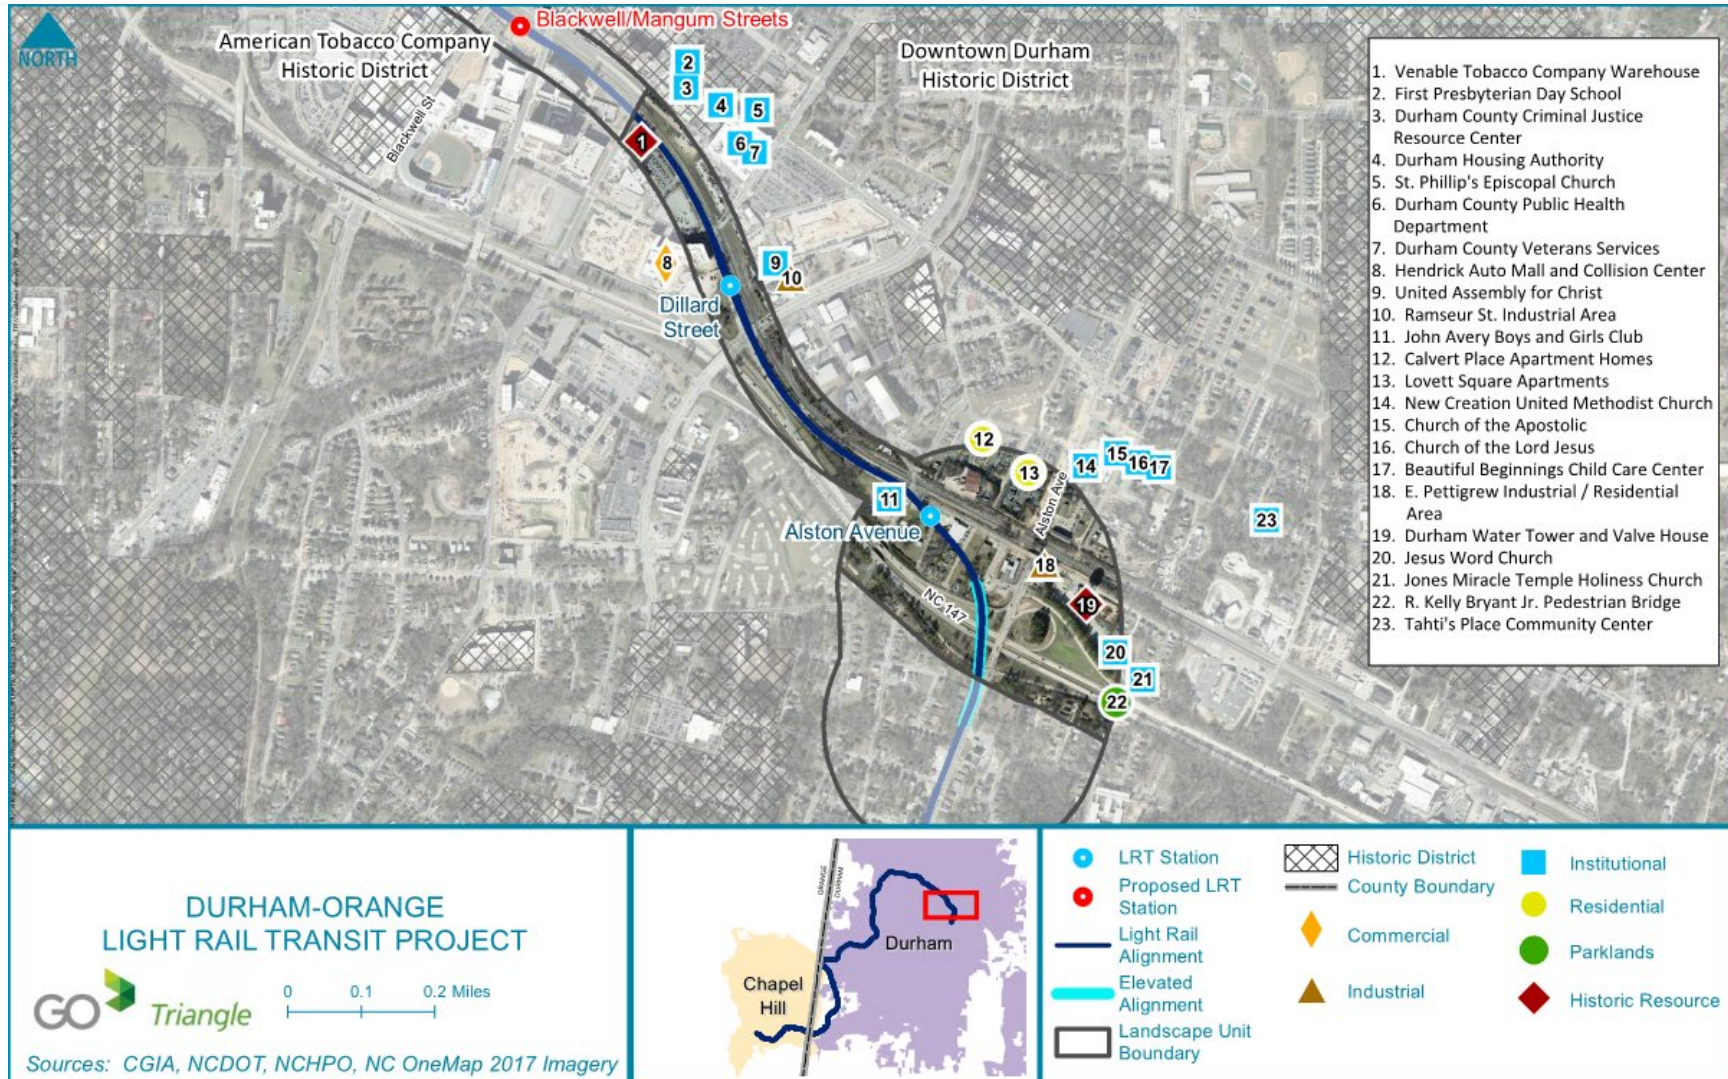 NORTH
Blackwell/Mangum Streets
American Tobacco Company
Historic District
Downtown Durham
Historic District
Blackwell St
2
3
4
5
6
7
1
8
9
10
Dillard
Street
12
13
14
15
16
17
Alston Ave
11
23
Alston Avenue
18
NC 147
19
20
21
22
1. Venable Tobacco Company Warehouse
2. First Presbyterian Day School
3. Durham County Criminal Justice
Resource Center
4. Durham Housing Authority
5. St. Phillip's Episcopal Church
6. Durham County Public Health
Department
7. Durham County Veterans Services
8. Hendrick Auto Mall and Collision Center
9. United Assembly for Christ
10. Ramseur St. Industrial Area
11. John Avery Boys and Girls Club
12. Calvert Place Apartment Homes
13. Lovett Square Apartments
14. New Creation United Methodist Church
15. Church of the Apostolic
16. Church of the Lord Jesus
17. Beautiful Beginnings Child Care Center
18. E. Pettigrew Industrial / Residential
Area
19. Durham Water Tower and Valve House
20. Jesus Word Church
21. Jones Miracle Temple Holiness Church
22. R. Kelly Bryant Jr. Pedestrian Bridge
23. Tahti's Place Community Center
DURHAM-ORANGE
LIGHT RAIL TRANSIT PROJECT
GO Triangle
0 0.1 0.2 Miles
Sources: CGIA, NCDOT, NCHPO, NC OneMap 2017 Imagery
ORANGE
DURHAM
Durham
Chapel
Hill
LRT Station
Proposed LRT
Station
Light Rail
Alignment
Elevated
Alignment
Landscape Unit
Boundary
Historic District
County Boundary
Commercial
Industrial
Institutional
Residential
Parklands
Historic Resource